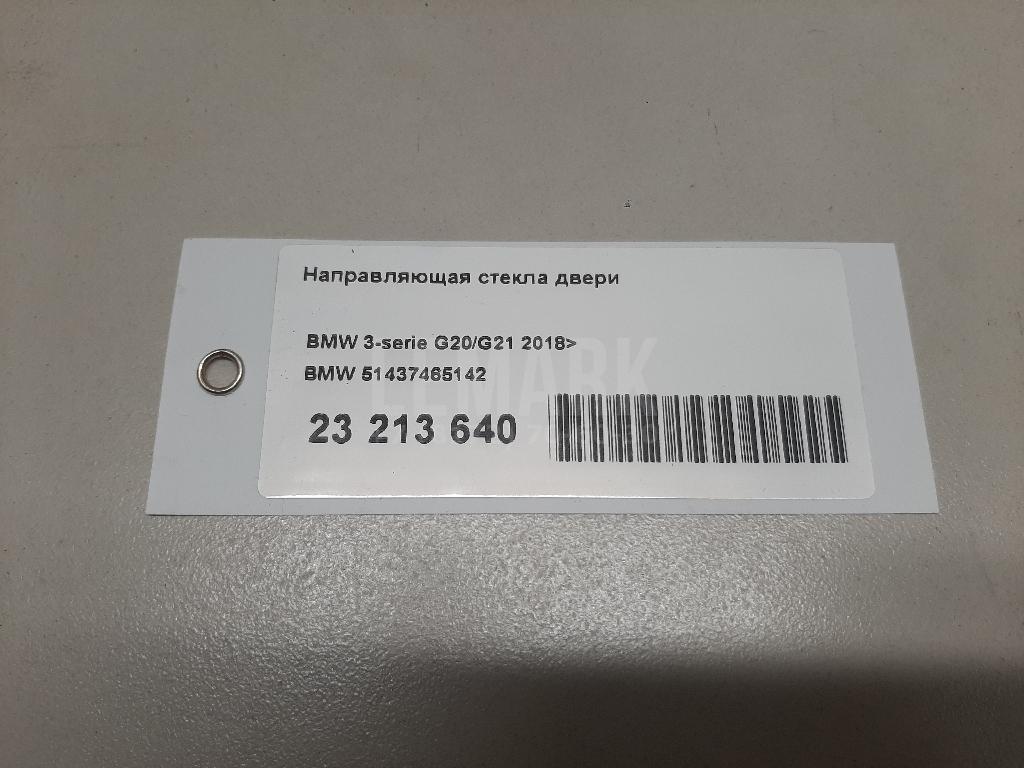 Направляющая стекла двери
BMW 3-serie G20/G21 2018>
BMW 51437465142
23 213 640